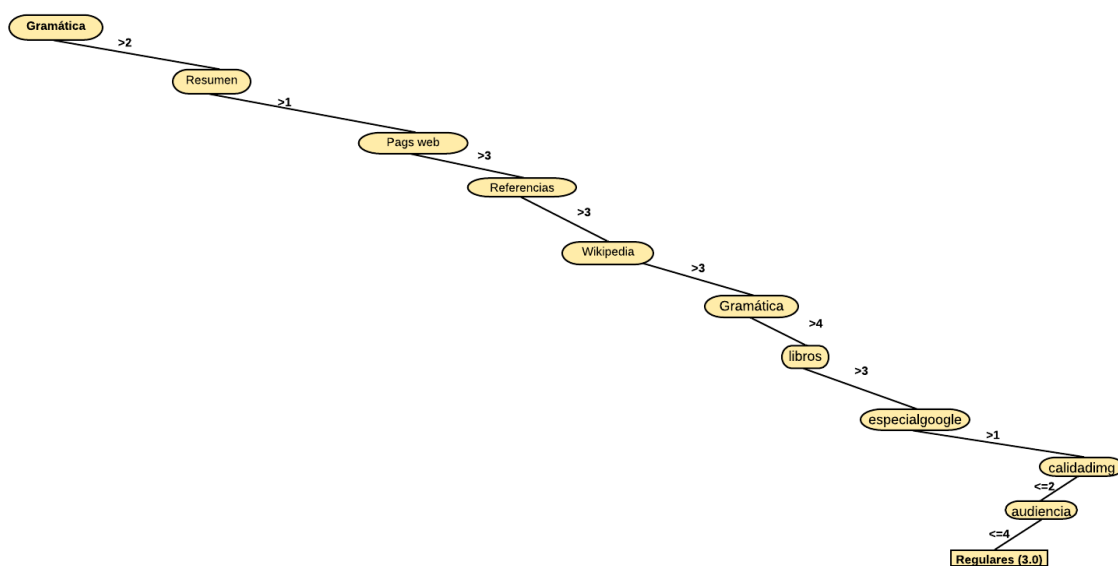 Gramática
>2
Resumen
>1
Pags web
>3
Referencias
>3
Wikipedia
>3
Gramática
>4
libros
>3
especialgoogle
>1
calidadimg
<=2
audiencia
<=4
Regulares (3.0)